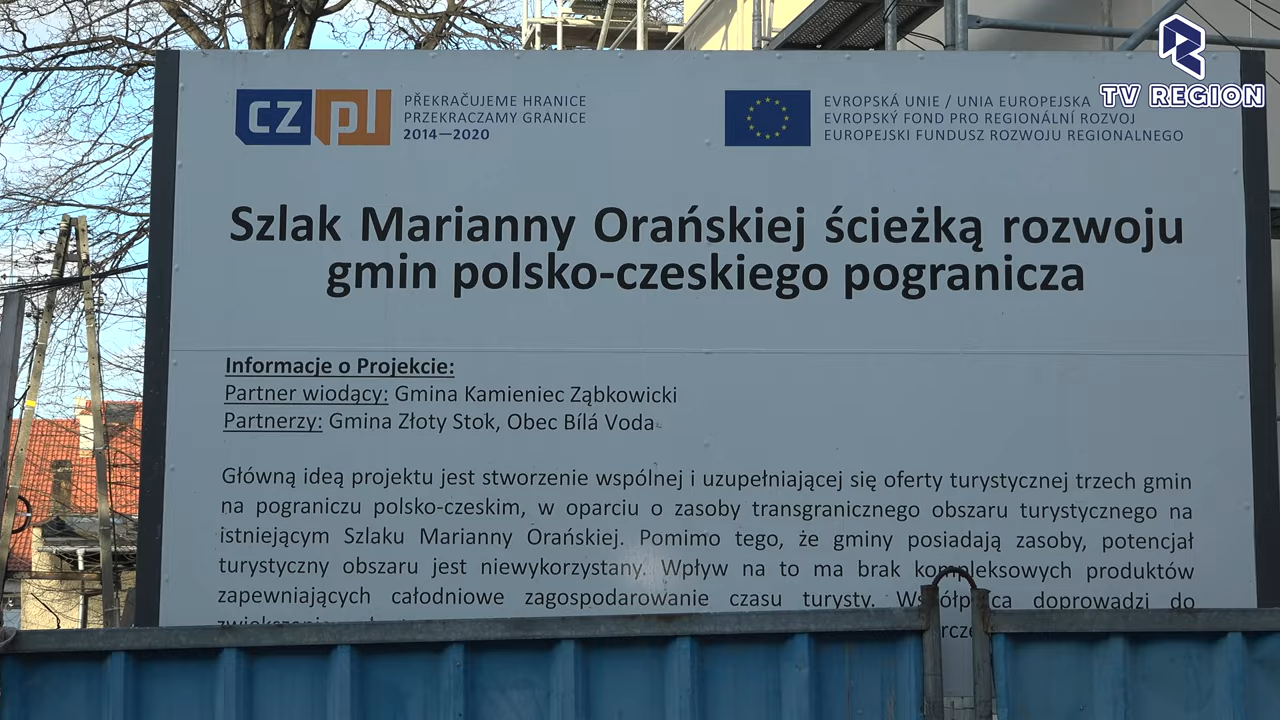 TV REGION
cz pl
PŘEKRAČUJEME HRANICE
PRZEKRACZAMY GRANICE
2014—2020
EVROPSKÁ UNIE / UNIA EUROPEJSKA
EVROPSKÝ FOND PRO REGIONÁLNÍ ROZVOJ
EUROPEJSKI FUNDUSZ ROZWOJU REGIONALNEGO
Szlak Marianny Orańskiej ścieżką rozwoju
gmin polsko-czeskiego pogranicza
Informacje o Projekcie:
Partner wiodący: Gmina Kamieniec Ząbkowicki
Partnerzy: Gmina Złoty Stok, Obec Bílá Voda
Główną ideą projektu jest stworzenie wspólnej i uzupełniającej się oferty turystycznej trzech gmin
na pograniczu polsko-czeskim, w oparciu o zasoby transgranicznego obszaru turystycznego na
istniejącym Szlaku Marianny Orańskiej. Pomimo tego, że gminy posiadają zasoby, potencjał
turystyczny obszaru jest niewykorzystany. Wpływ na to ma brak kompleksowych produktów
zapewniających całodniowe zagospodarowanie czasu turysty. Współpraca doprowadzi do